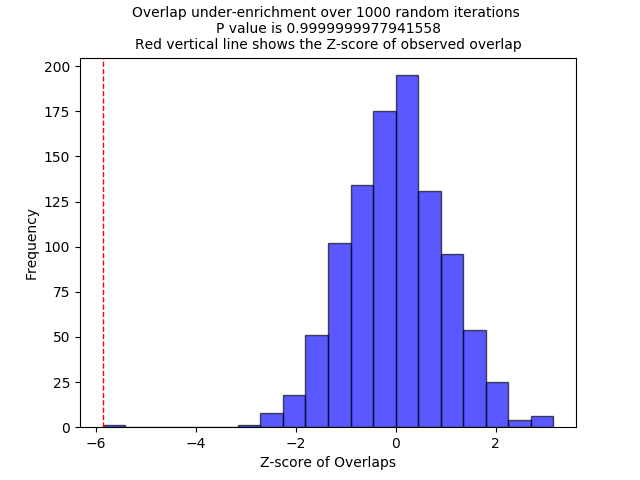 Overlap under-enrichment over 1000 random iterations
P value is 0.9999999977941558
Red vertical line shows the Z-score of observed overlap
Frequency
200
175
150
125
100
75
50
25
0
−6
−4
−2
0
2
Z-score of Overlaps